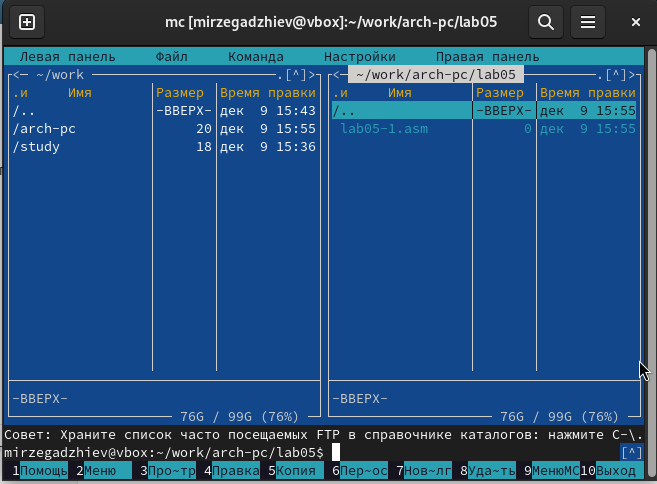 mc [mirzegadzhiev@vbox]:~/work/arch-pc/lab05
Левая панель Файл Команда Настройки Правая панель
<— ~/work .[^]> <— ~/work/arch-pc/lab05 .[^]>
.и Имя Размер Время правки .и Имя Размер Время правки
/.. -ВВЕРХ- дек 9 15:43 /.. -ВВЕРХ- дек 9 15:55
/arch-pc 20 дек 9 15:55 lab05-1.asm 0 дек 9 15:55
/study 18 дек 9 15:36
-ВВЕРХ- -ВВЕРХ-
76G / 99G (76%) 76G / 99G (76%)
Совет: Храните список часто посещаемых FTP в справочнике каталогов: нажмите C-\.
mirzegadzhiev@vbox:~/work/arch-pc/lab05$ [^]
1Помощь 2Меню 3Про~тр 4Правка 5Копия 6Пер~ос 7Нов~лг 8Уда~ть 9МенюMC 10Выход